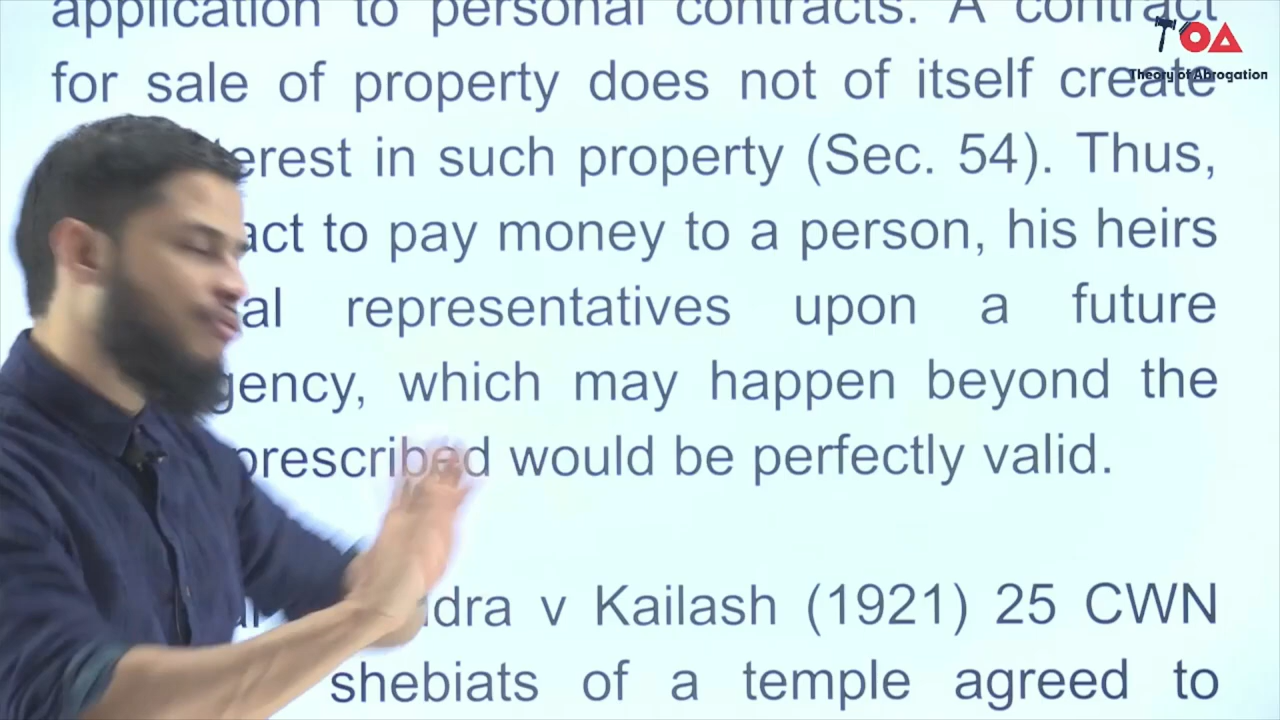 application to personal contracts. A contract
TOA
Theory of Abrogation
for sale of property does not of itself create
erest in such property (Sec. 54). Thus,
act to pay money to a person, his heirs
al representatives upon a future
gency, which may happen beyond the
prescribed would be perfectly valid.
dra v Kailash (1921) 25 CWN
shebiats of a temple agreed to